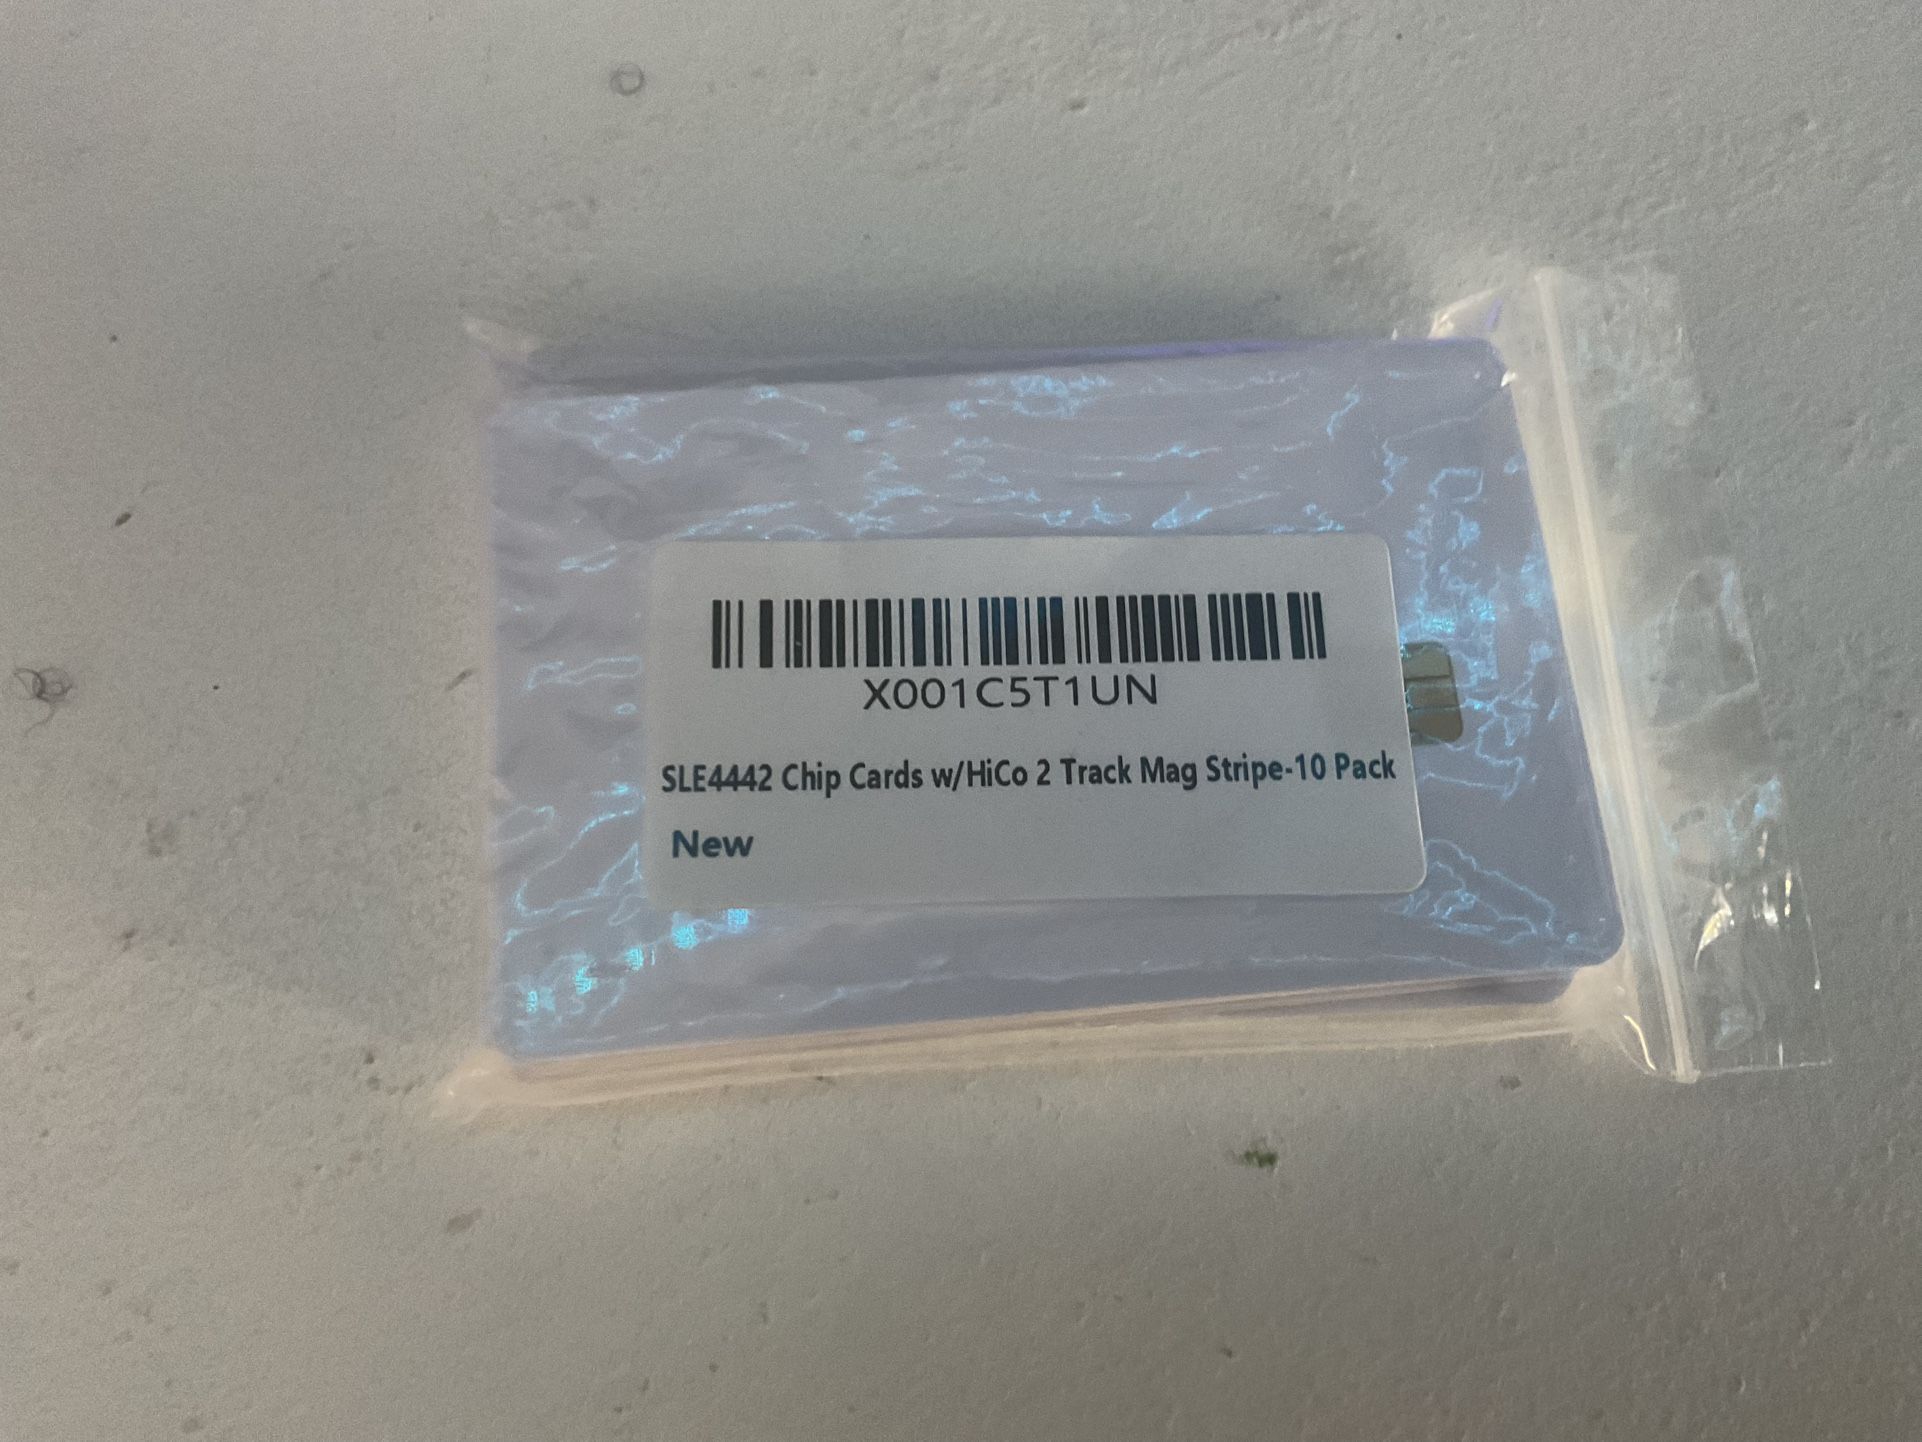 X001C5T1UN
SLE4442 Chip Cards w/HiCo 2 Track Mag Stripe-10 Pack
New